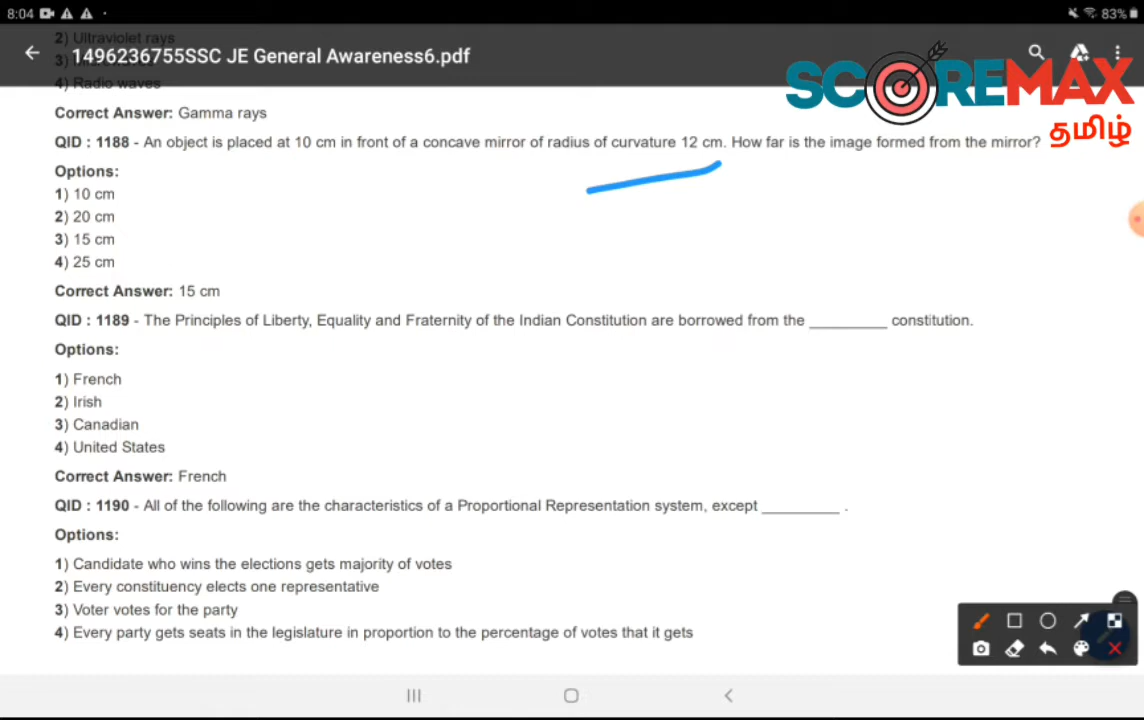 8:04
83%
2) Ultraviolet rays
1496236755SSC JE General Awareness6.pdf
3)
4) Radio waves
SCOREMAX
தமிழ்
Correct Answer: Gamma rays
QID : 1188 - An object is placed at 10 cm in front of a concave mirror of radius of curvature 12 cm. How far is the image formed from the mirror?
Options:
1) 10 cm
2) 20 cm
3) 15 cm
4) 25 cm
Correct Answer: 15 cm
QID : 1189 - The Principles of Liberty, Equality and Fraternity of the Indian Constitution are borrowed from the _________ constitution.
Options:
1) French
2) Irish
3) Canadian
4) United States
Correct Answer: French
QID : 1190 - All of the following are the characteristics of a Proportional Representation system, except _________ .
Options:
1) Candidate who wins the elections gets majority of votes
2) Every constituency elects one representative
3) Voter votes for the party
4) Every party gets seats in the legislature in proportion to the percentage of votes that it gets